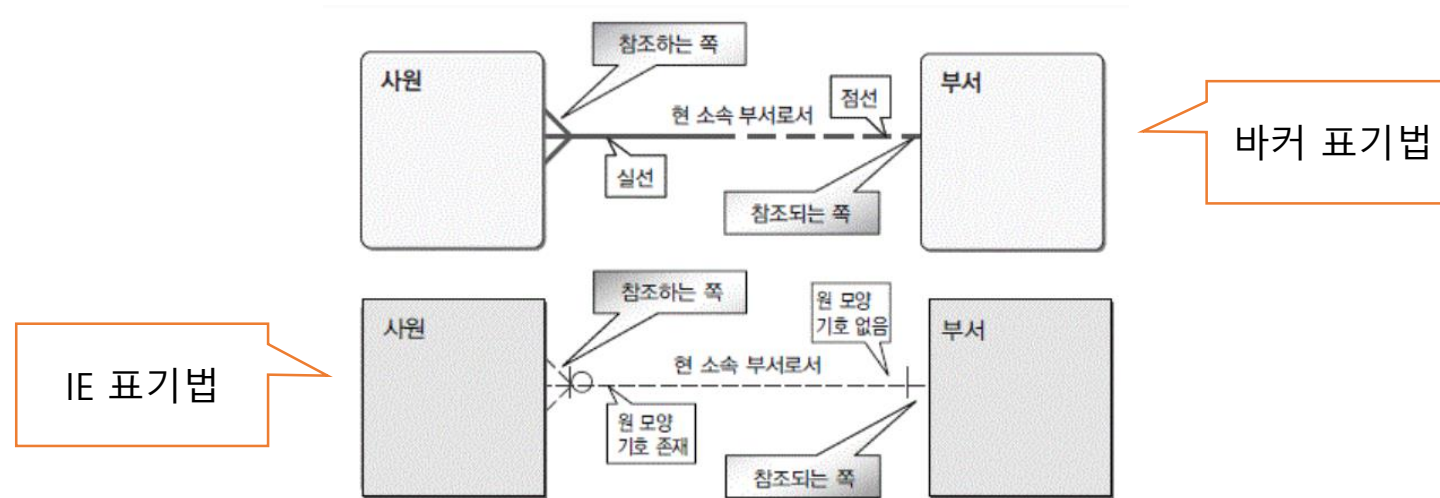 참조하는 쪽
사원
부서
점선
현 소속 부서로서
바커 표기법
실선
참조되는 쪽
참조하는 쪽
원 모양
기호 없음
사원
부서
현 소속 부서로서
IE 표기법
원 모양
기호 존재
참조되는 쪽